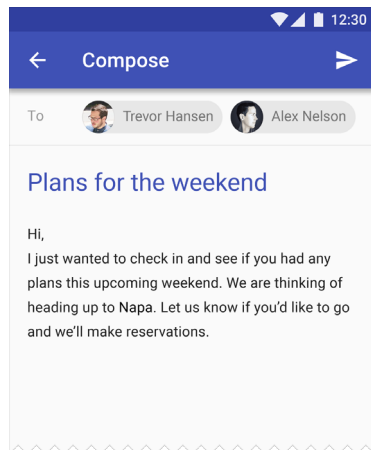 12:30
Compose
To Trevor Hansen Alex Nelson
Plans for the weekend
Hi,
I just wanted to check in and see if you had any
plans this upcoming weekend. We are thinking of
heading up to Napa. Let us know if you’d like to go
and we’ll make reservations.